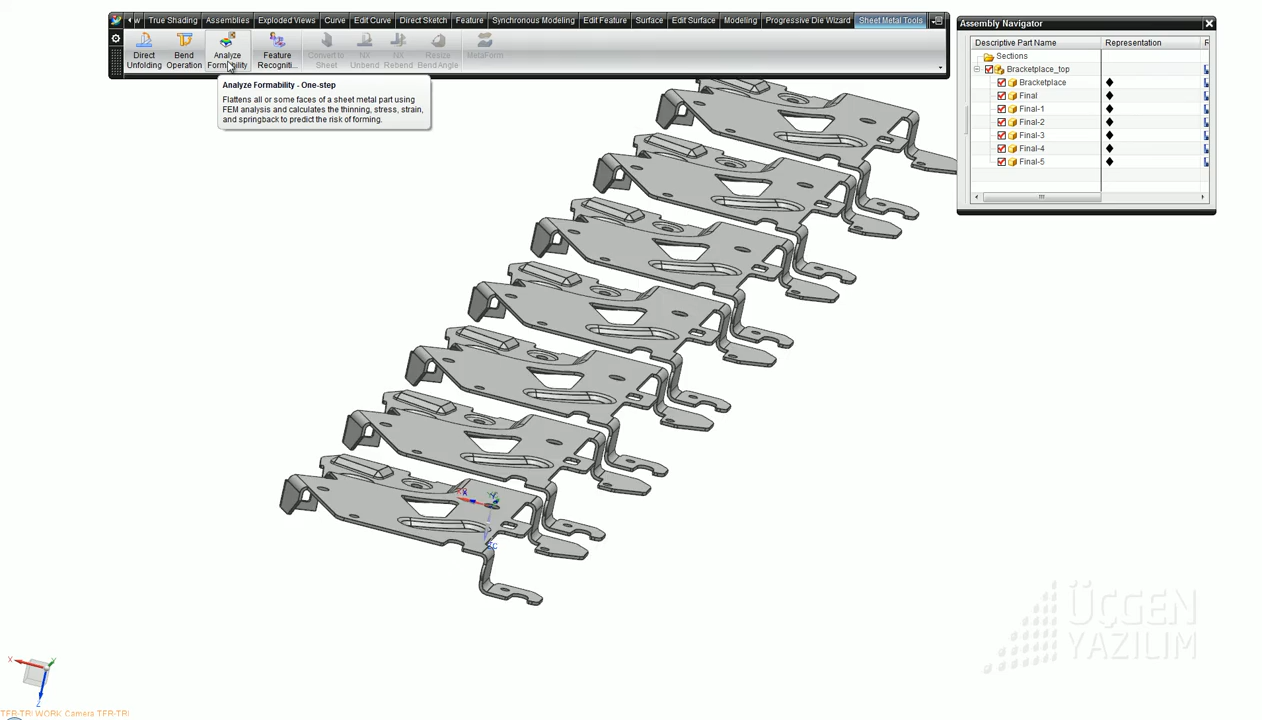 w True Shading Assemblies Exploded Views Curve Edit Curve Direct Sketch Feature Synchronous Modeling Edit Feature Surface Edit Surface Modeling Progressive Die Wizard Sheet Metal Tools
Direct Unfolding
Bend Operation
Analyze Formability
Feature Recogniti...
Convert to Sheet
NX Unbend
NX Rebend
Resize Bend Angle
MetaForm
Analyze Formability - One-step
Flattens all or some faces of a sheet metal part using
FEM analysis and calculates the thinning, stress, strain,
and springback to predict the risk of forming.
Assembly Navigator
Descriptive Part Name Representation R
Sections
Bracketplace_top
Bracketplace
Final
Final-1
Final-2
Final-3
Final-4
Final-5
X
Y
ZC
ÜÇGEN
YAZILIM
X
Y
Z
TFR-TRI WORK Camera TFR-TRI